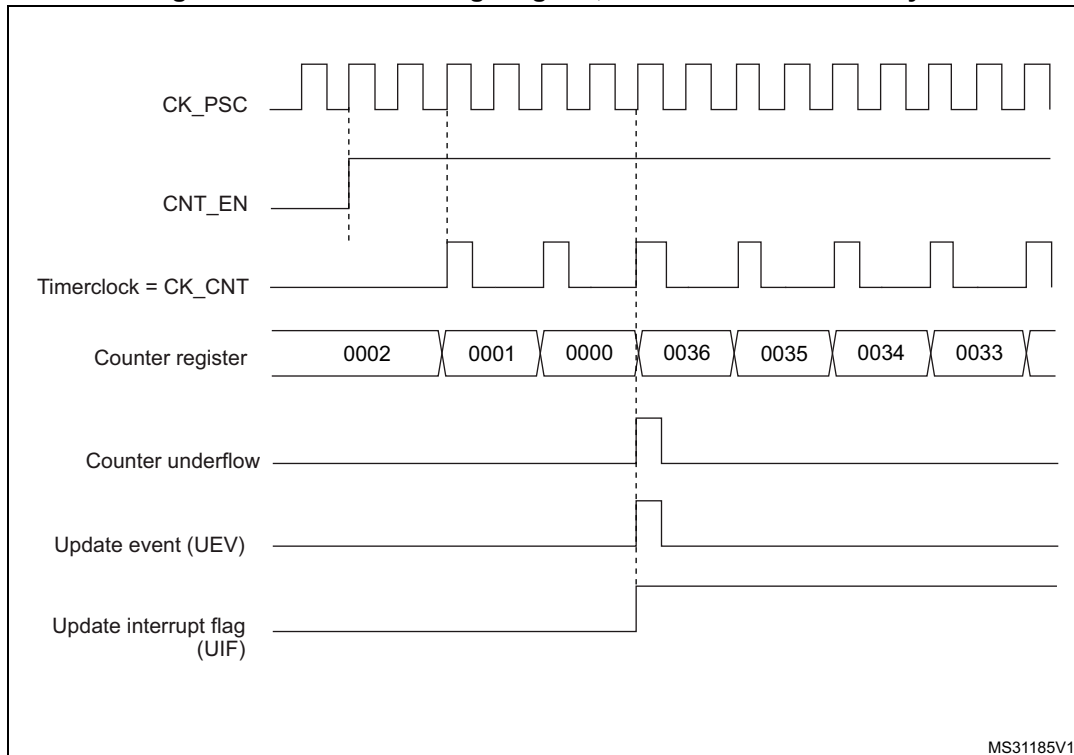 CK_PSC
CNT_EN
Timerclock = CK_CNT
Counter register
0002 0001 0000 0036 0035 0034 0033
Counter underflow
Update event (UEV)
Update interrupt flag
(UIF)
MS31185V1